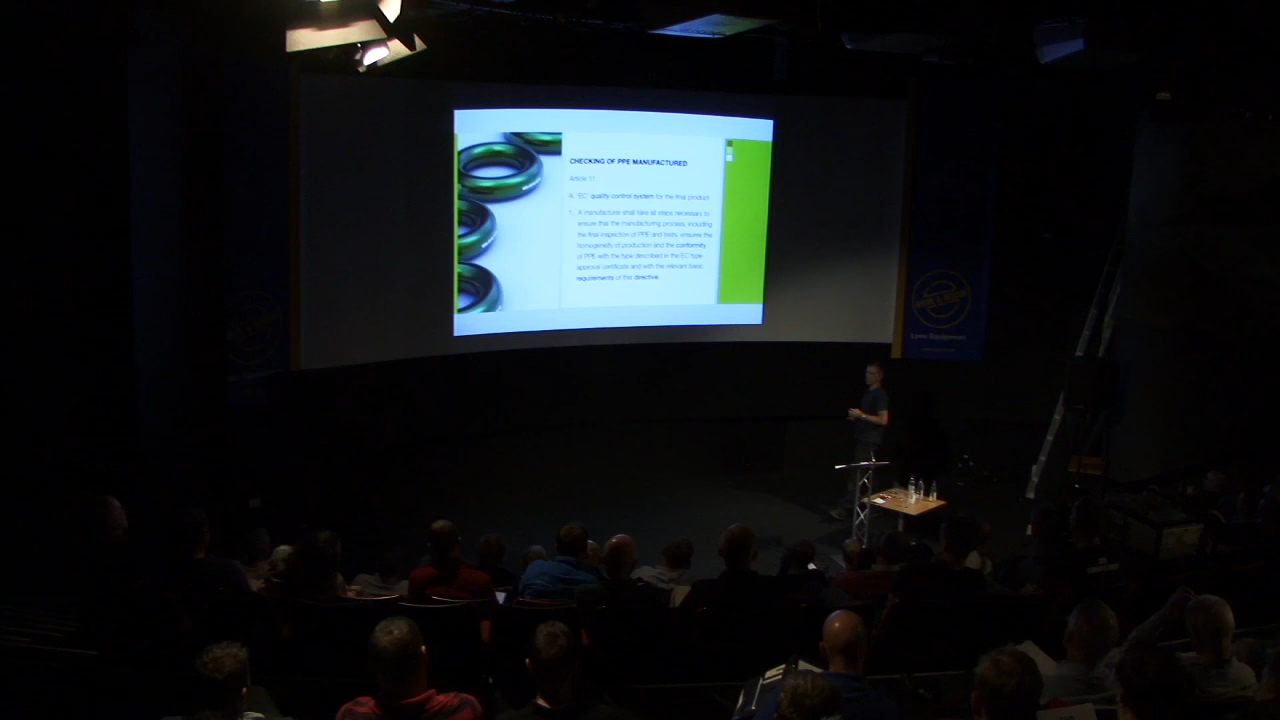 CHECKING OF PPE MANUFACTURED
Article 11
A. 'EC' quality control system for the final product
1. A manufacturer shall take all steps necessary to
ensure that the manufacturing process, including
the final inspection of PPE and tests, ensures the
homogeneity of production and the conformity
of PPE with the type described in the EC type-
approval certificate and with the relevant basic
requirements of this directive.
Lyon Equipment